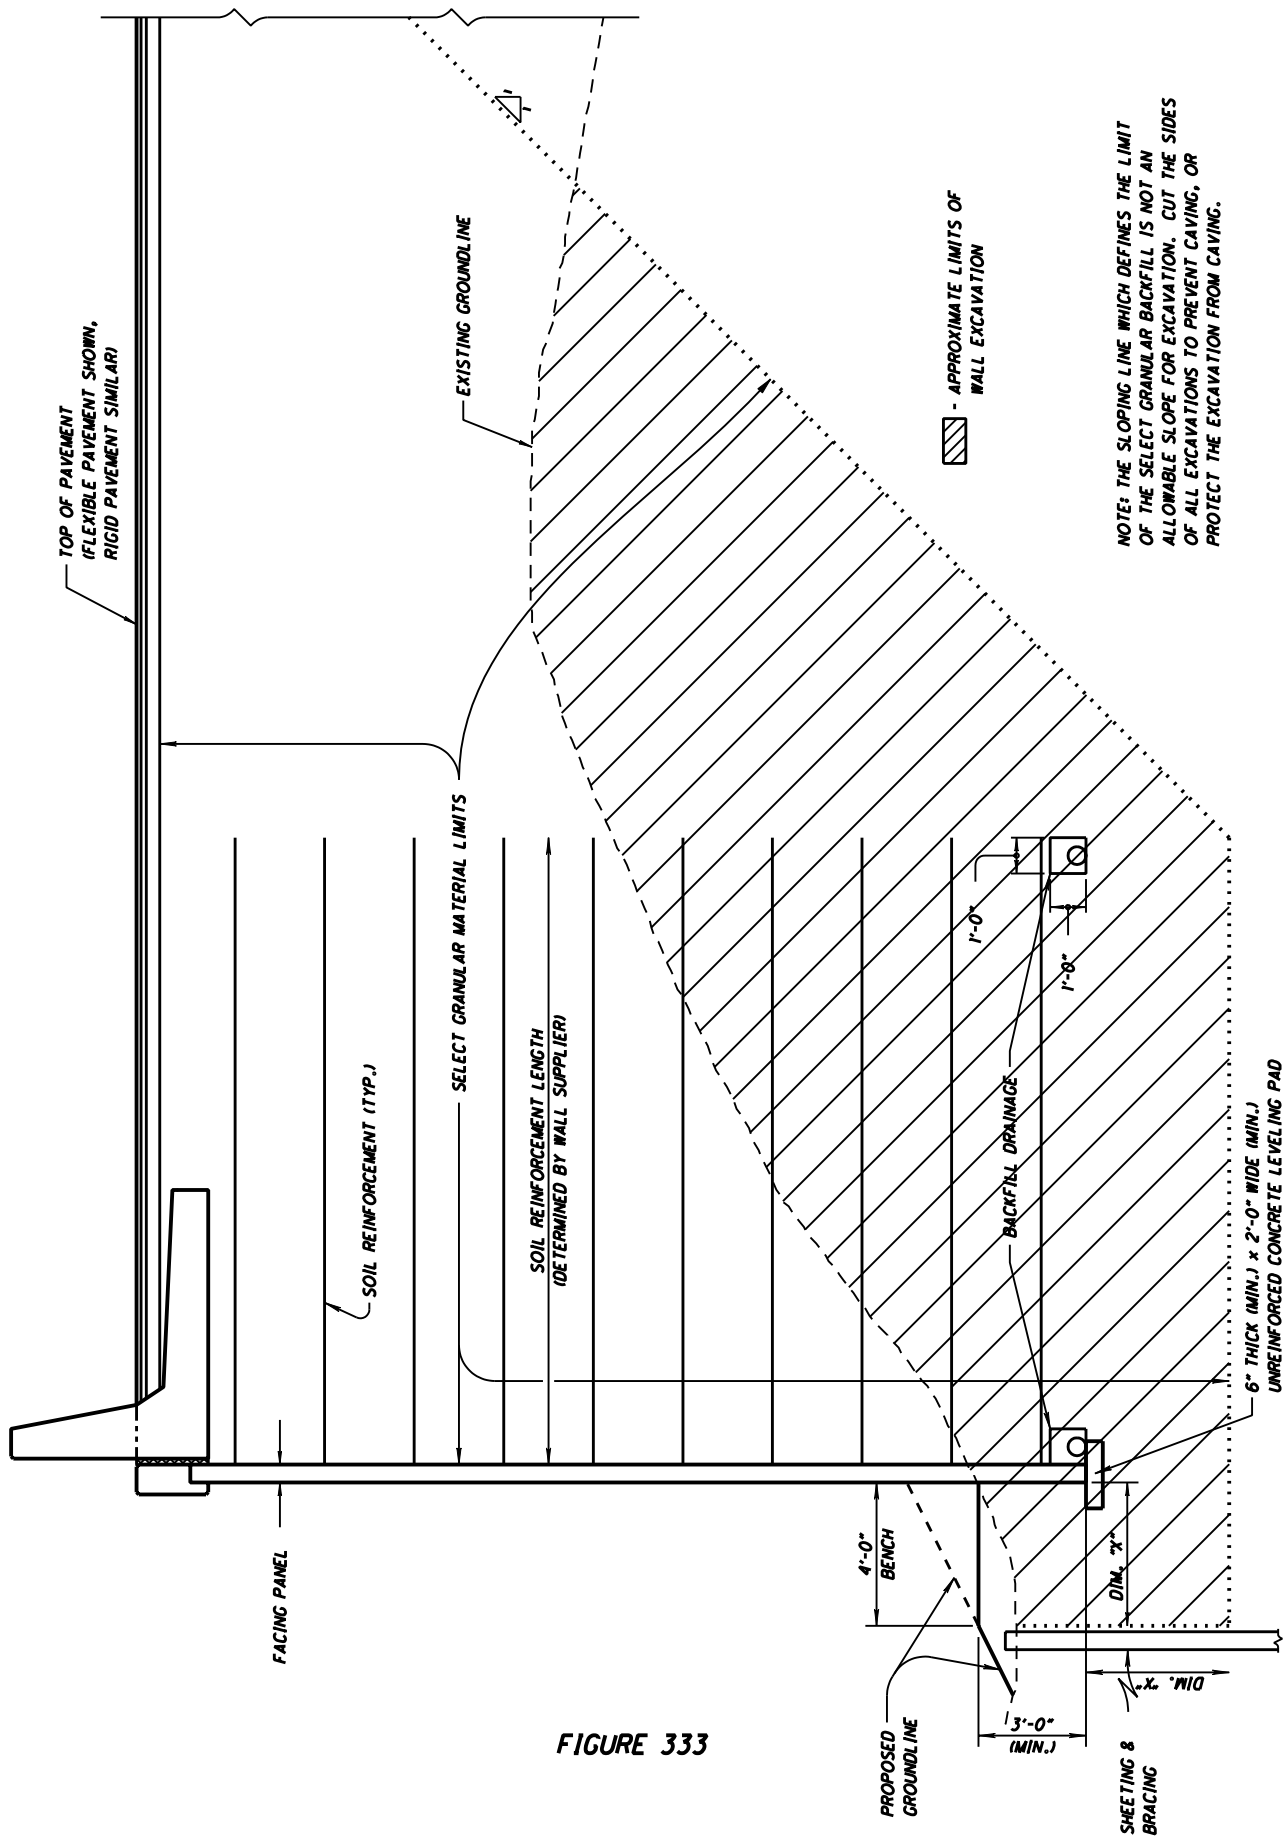 TOP OF PAVEMENT
(FLEXIBLE PAVEMENT SHOWN,
RIGID PAVEMENT SIMILAR)
1
1
EXISTING GROUNDLINE
- APPROXIMATE LIMITS OF
WALL EXCAVATION
NOTE: THE SLOPING LINE WHICH DEFINES THE LIMIT
OF THE SELECT GRANULAR BACKFILL IS NOT AN
ALLOWABLE SLOPE FOR EXCAVATION. CUT THE SIDES
OF ALL EXCAVATIONS TO PREVENT CAVING, OR
PROTECT THE EXCAVATION FROM CAVING.
SELECT GRANULAR MATERIAL LIMITS
SOIL REINFORCEMENT (TYP.)
SOIL REINFORCEMENT LENGTH
(DETERMINED BY WALL SUPPLIER)
1'-0"
1'-0"
BACKFILL DRAINAGE
6" THICK (MIN.) x 2'-0" WIDE (MIN.)
UNREINFORCED CONCRETE LEVELING PAD
FACING PANEL
4'-0"
BENCH
DIM. "X"
DIM. "X"
PROPOSED
GROUNDLINE
3'-0"
(MIN.)
SHEETING &
BRACING
FIGURE 333